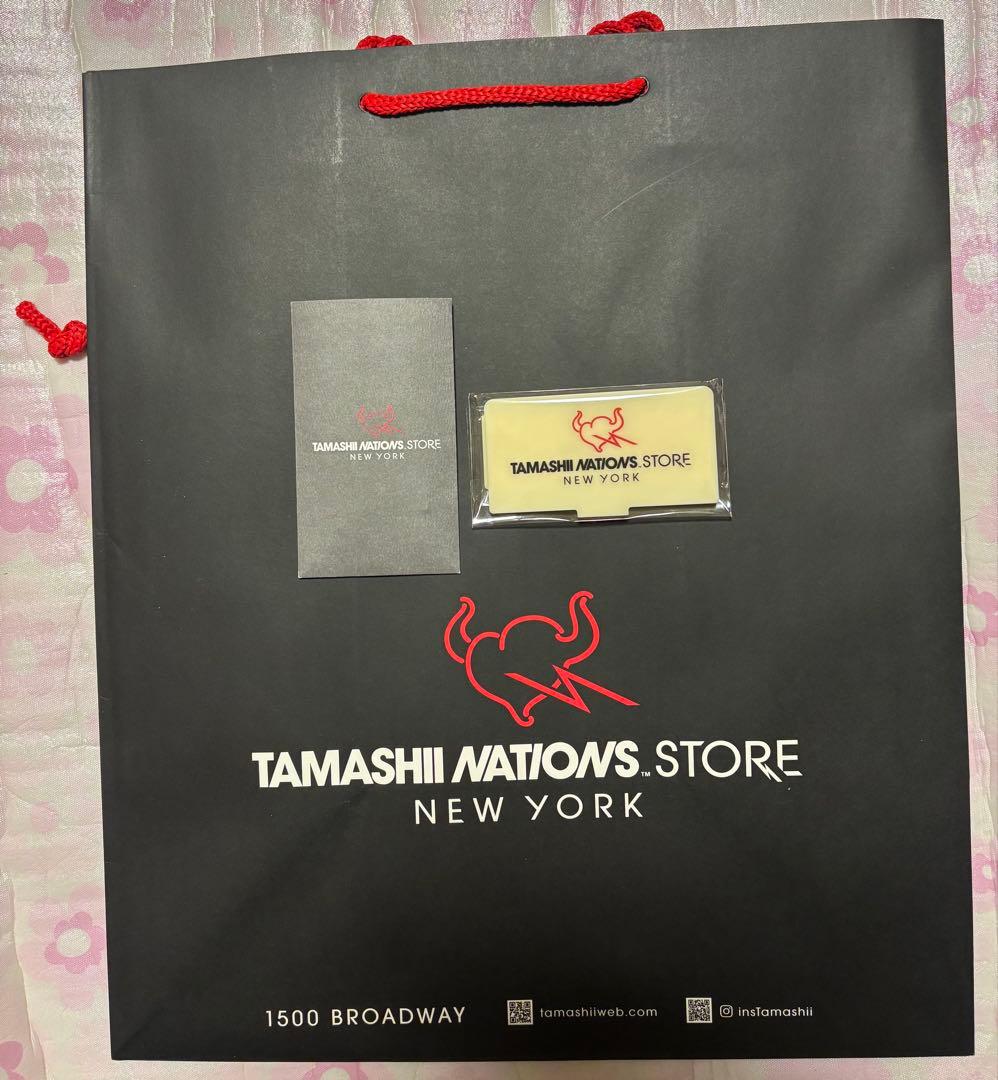 TAMASHII NATIONS STORE
NEW YORK
TAMASHII NATIONS STORE
NEW YORK
TAMASHII NATIONS™ STORE
NEW YORK
1500 BROADWAY
tamashiiweb.com
insTamashii